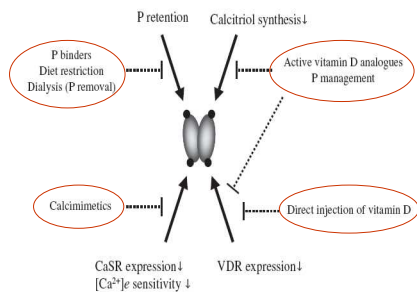 P retention
Calcitriol synthesis↓
P binders
Diet restriction
Dialysis (P removal)
Active vitamin D analogues
P management
Calcimimetics
Direct injection of vitamin D
CaSR expression↓
[Ca²⁺]e sensitivity ↓
VDR expression↓